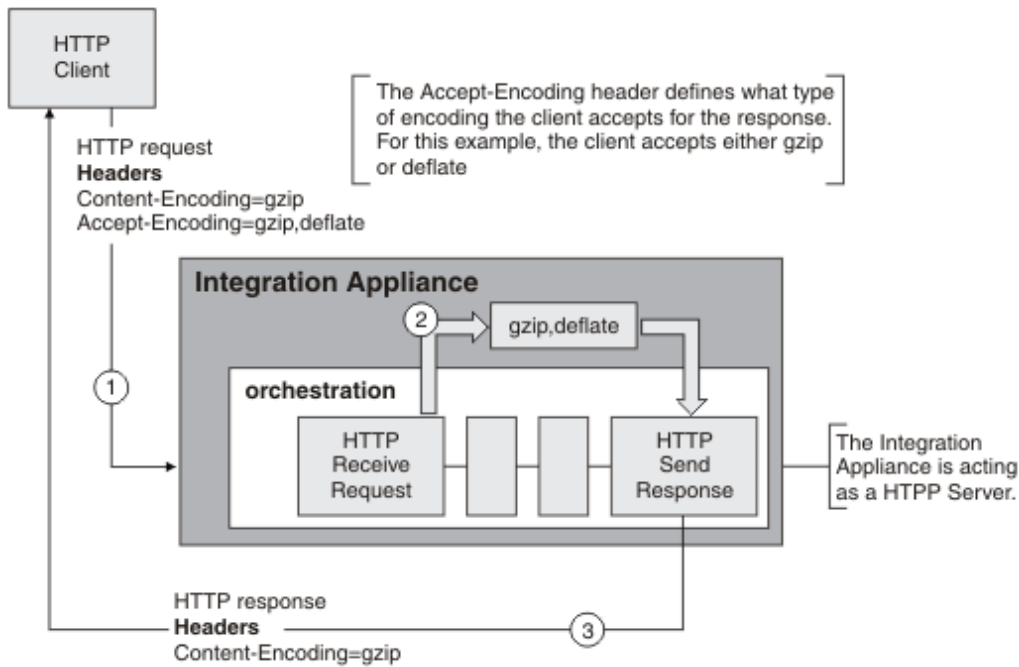 HTTP
Client
The Accept-Encoding header defines what type
of encoding the client accepts for the response.
For this example, the client accepts either gzip
or deflate
HTTP request
Headers
Content-Encoding=gzip
Accept-Encoding=gzip,deflate
Integration Appliance
2
gzip,deflate
1
orchestration
HTTP
Receive
Request
HTTP
Send
Response
The Integration
Appliance is acting
as a HTPP Server.
HTTP response
Headers
Content-Encoding=gzip
3